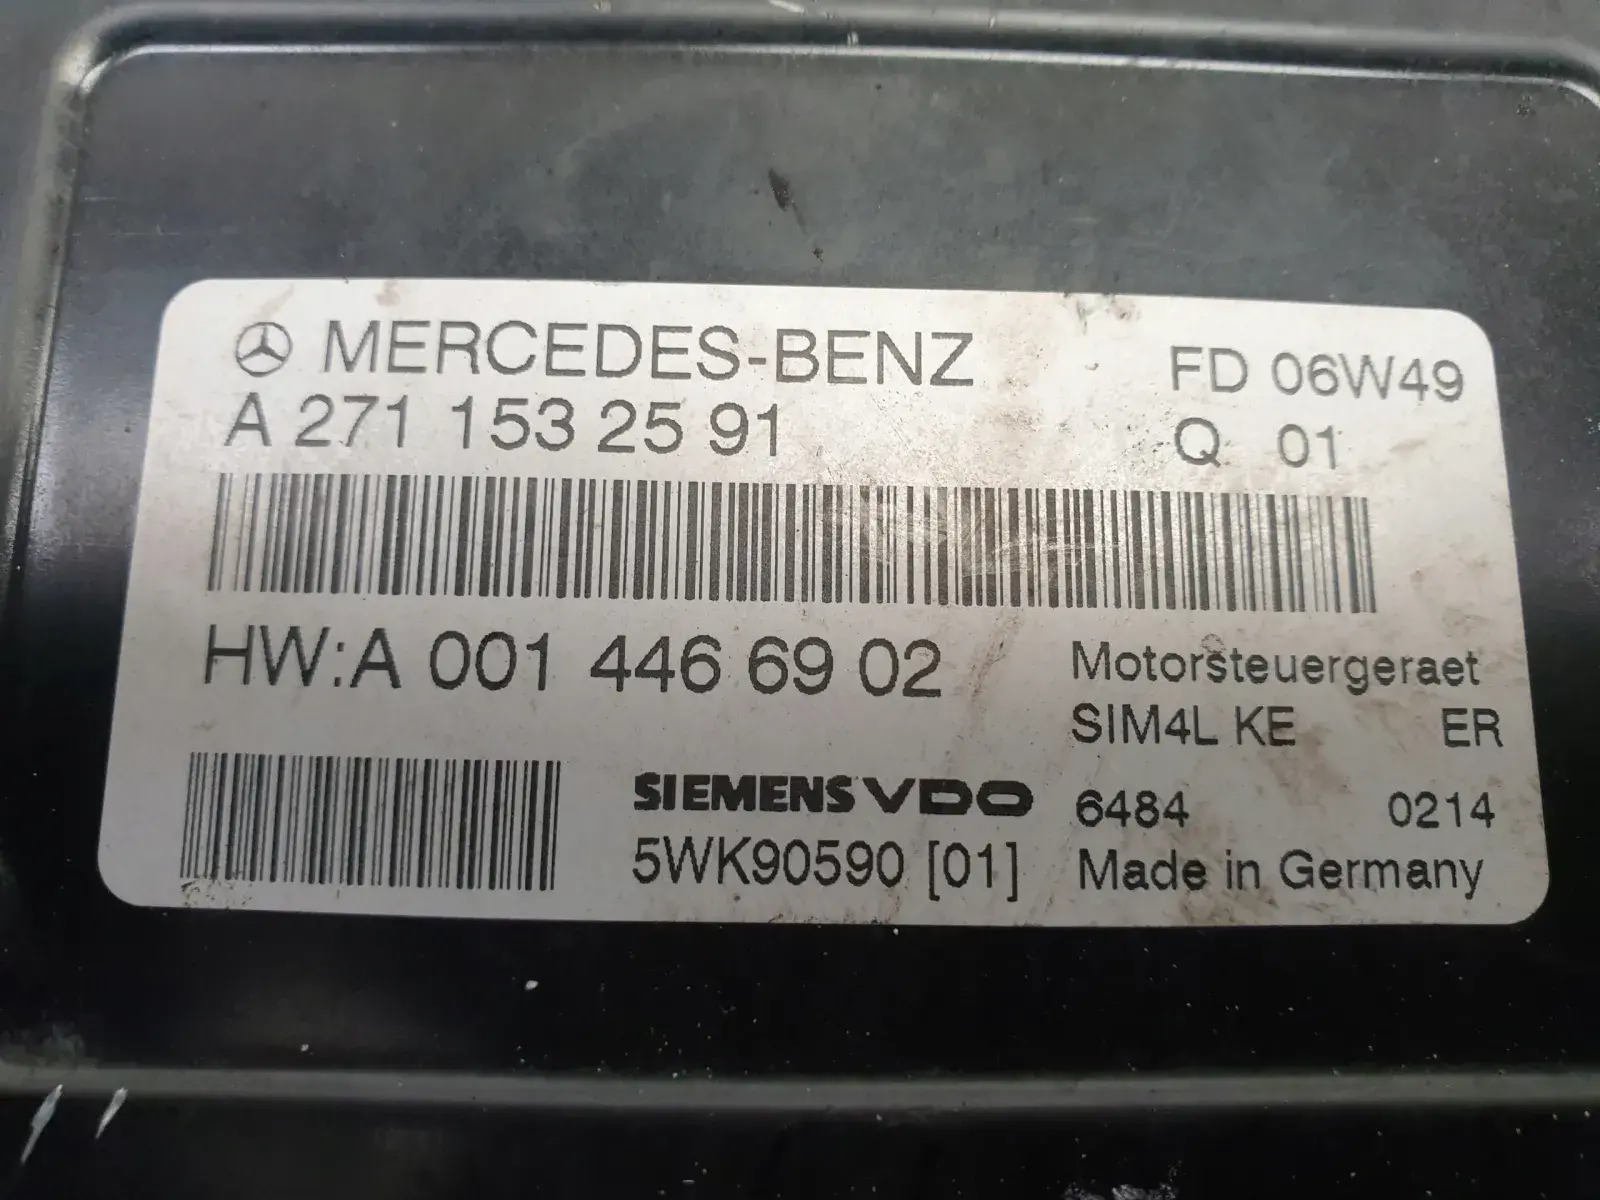 MERCEDES-BENZ FD 06W49
A 271 153 25 91 Q 01
HW:A 001 446 69 02 Motorsteuergeraet
SIM4L KE ER
SIEMENS VDO 6484 0214
5WK90590 [01] Made in Germany